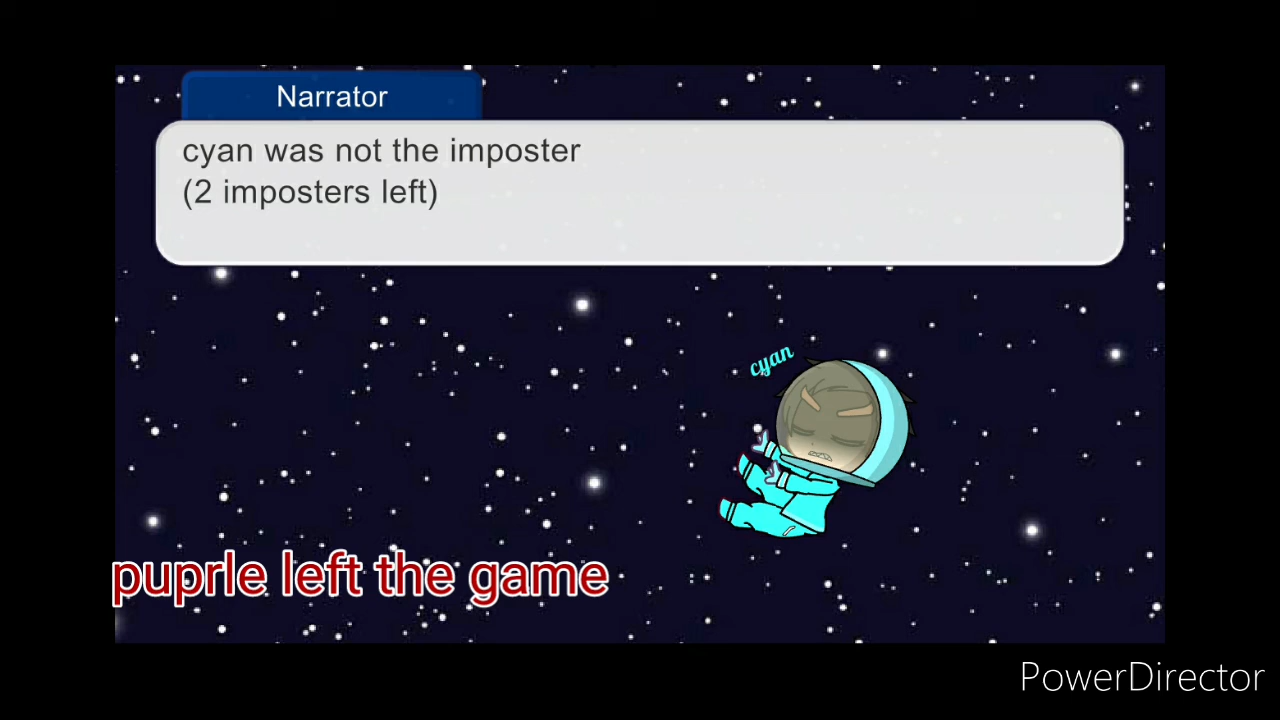 Narrator
cyan was not the imposter
(2 imposters left)
cyan
puprle left the game
PowerDirector